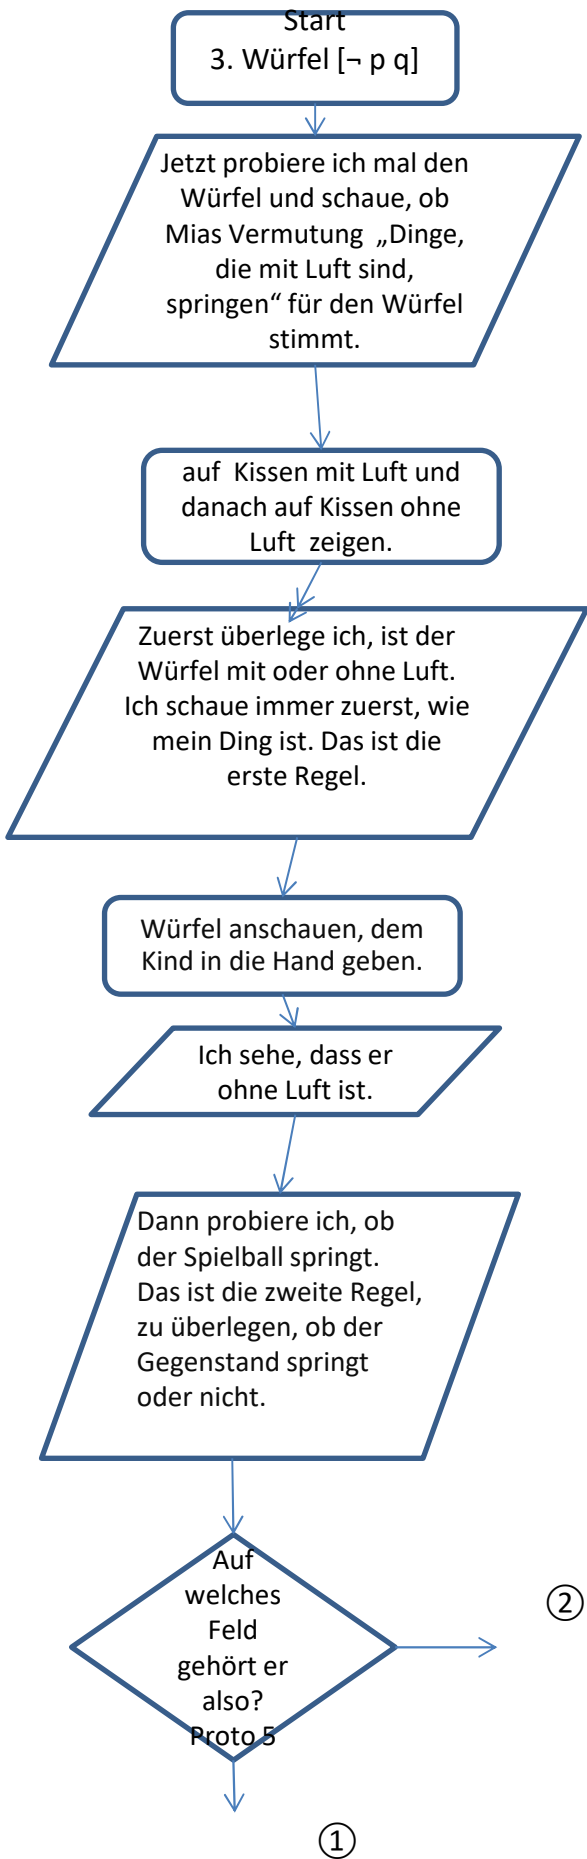 Start
3. Würfel [¬ p q]
Jetzt probiere ich mal den
Würfel und schaue, ob
Mias Vermutung „Dinge,
die mit Luft sind,
springen“ für den Würfel
stimmt.
auf Kissen mit Luft und
danach auf Kissen ohne
Luft zeigen.
Zuerst überlege ich, ist der
Würfel mit oder ohne Luft.
Ich schaue immer zuerst, wie
mein Ding ist. Das ist die
erste Regel.
Würfel anschauen, dem
Kind in die Hand geben.
Ich sehe, dass er
ohne Luft ist.
Dann probiere ich, ob
der Spielball springt.
Das ist die zweite Regel,
zu überlegen, ob der
Gegenstand springt
oder nicht.
Auf
welches
Feld
gehört er
also?
Proto 5
②
①